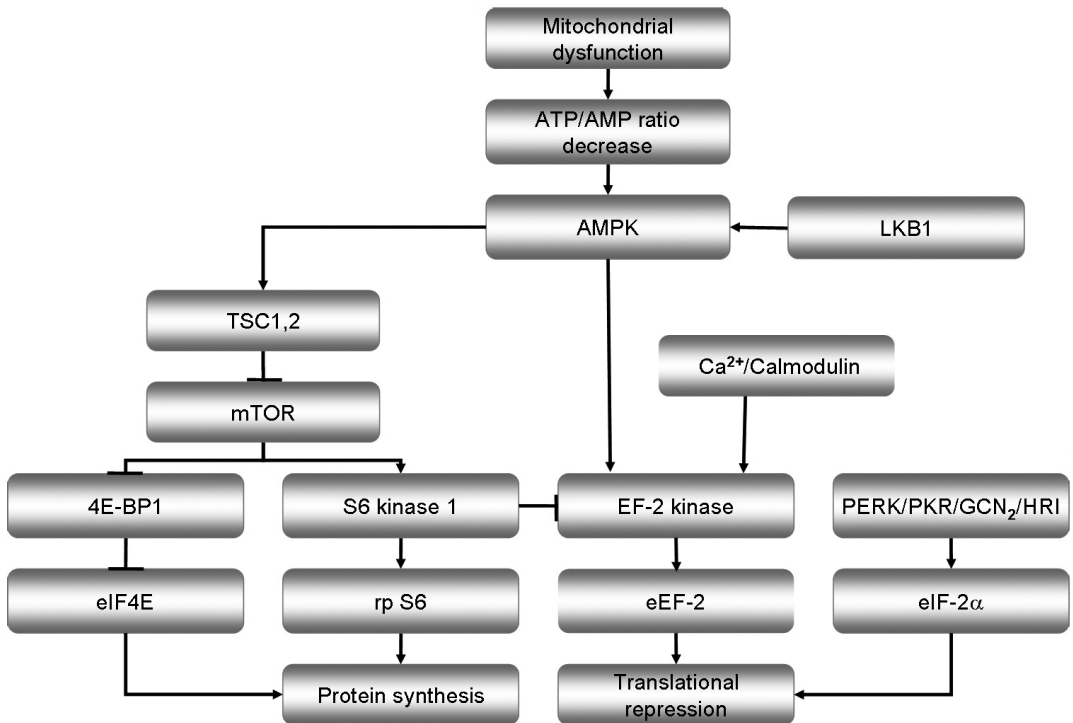 Mitochondrial
dysfunction
ATP/AMP ratio
decrease
AMPK
LKB1
TSC1,2
Ca²⁺/Calmodulin
mTOR
4E-BP1
S6 kinase 1
EF-2 kinase
PERK/PKR/GCN₂/HRI
eIF4E
rp S6
eEF-2
eIF-2α
Protein synthesis
Translational
repression